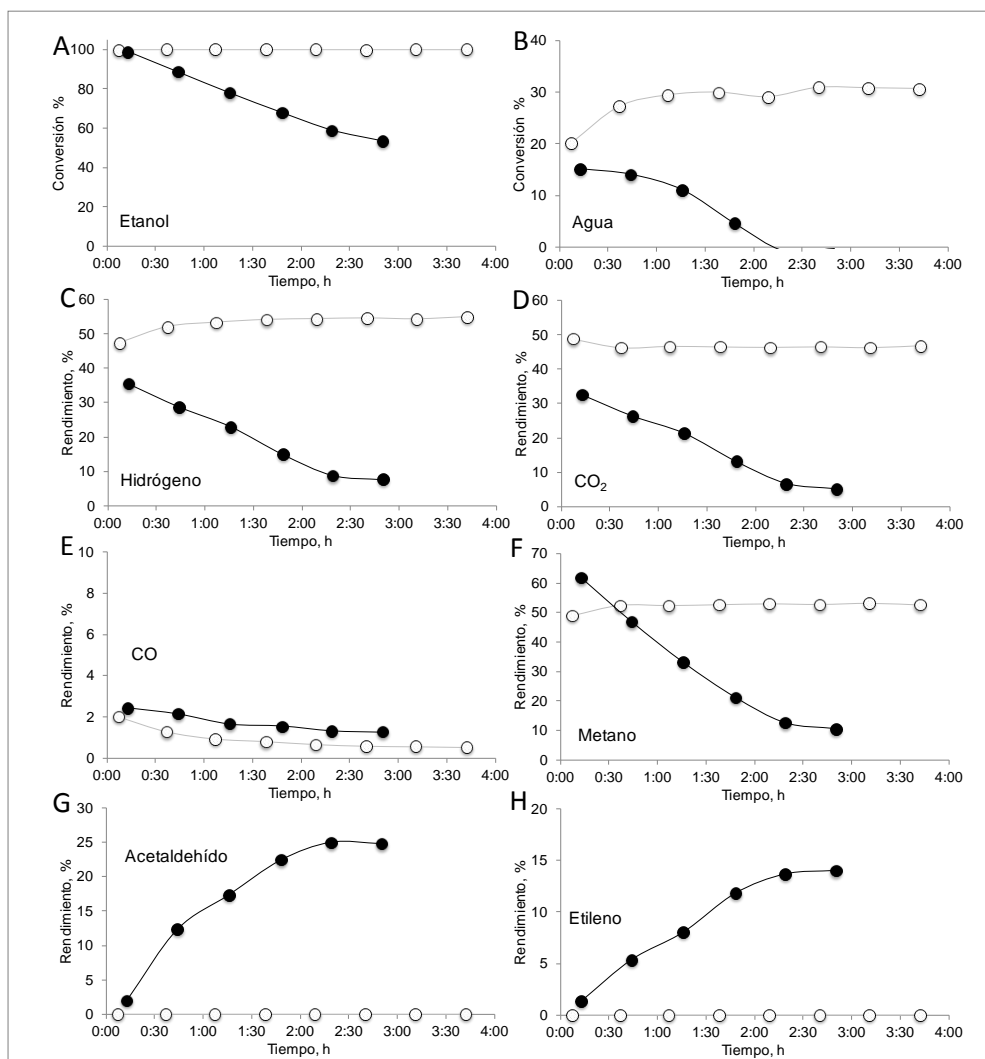 A
Conversión %
100
80
60
40
20
0
Etanol
0:00 0:30 1:00 1:30 2:00 2:30 3:00 3:30 4:00
Tiempo, h
B
Conversión %
40
30
20
10
0
Agua
0:00 0:30 1:00 1:30 2:00 2:30 3:00 3:30 4:00
Tiempo, h
C
Rendimiento, %
60
50
40
30
20
10
0
Hidrógeno
0:00 0:30 1:00 1:30 2:00 2:30 3:00 3:30 4:00
Tiempo, h
D
Rendimiento, %
60
50
40
30
20
10
0
CO₂
0:00 0:30 1:00 1:30 2:00 2:30 3:00 3:30 4:00
Tiempo, h
E
Rendimiento, %
10
8
6
4
2
0
CO
0:00 0:30 1:00 1:30 2:00 2:30 3:00 3:30 4:00
Tiempo, h
F
Rendimiento, %
70
60
50
40
30
20
10
0
Metano
0:00 0:30 1:00 1:30 2:00 2:30 3:00 3:30 4:00
Tiempo, h
G
Rendimiento, %
30
25
20
15
10
5
0
Acetaldehído
0:00 0:30 1:00 1:30 2:00 2:30 3:00 3:30 4:00
Tiempo, h
H
Rendimiento, %
20
15
10
5
0
Etileno
0:00 0:30 1:00 1:30 2:00 2:30 3:00 3:30 4:00
Tiempo, h